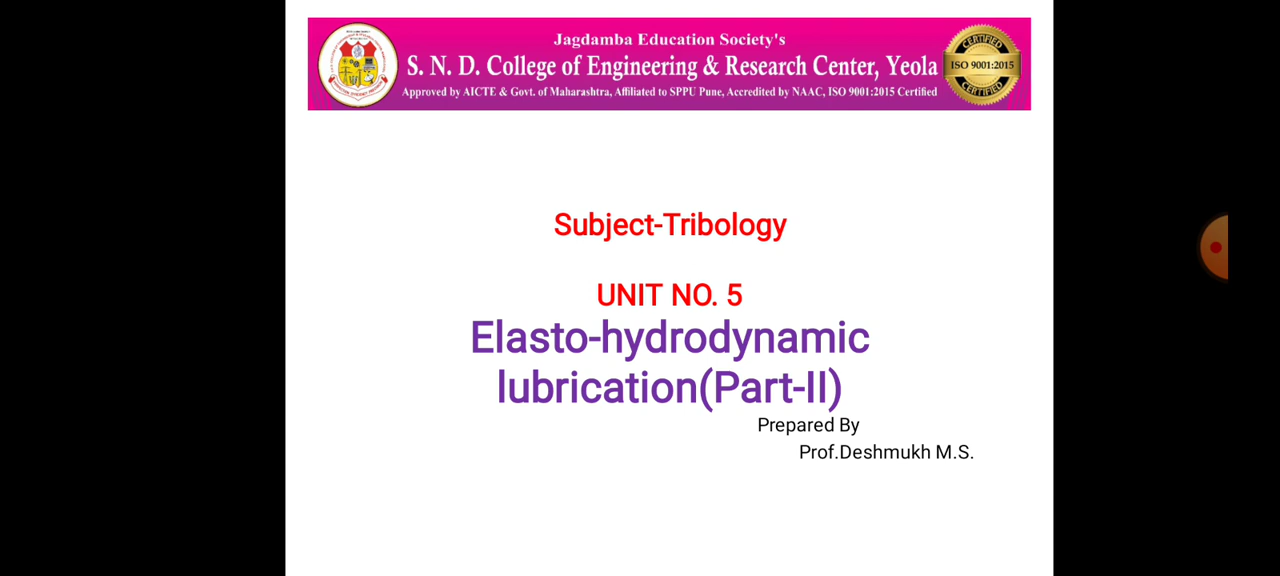 Jagdamba Education Society's
S. N. D. College of Engineering & Research Center, Yeola
Approved by AICTE & Govt. of Maharashtra, Affiliated to SPPU Pune, Accredited by NAAC, ISO 9001:2015 Certified
CERTIFIED
ISO 9001:2015
CERTIFIED
Subject-Tribology
UNIT NO. 5
Elasto-hydrodynamic
lubrication(Part-II)
Prepared By
Prof.Deshmukh M.S.